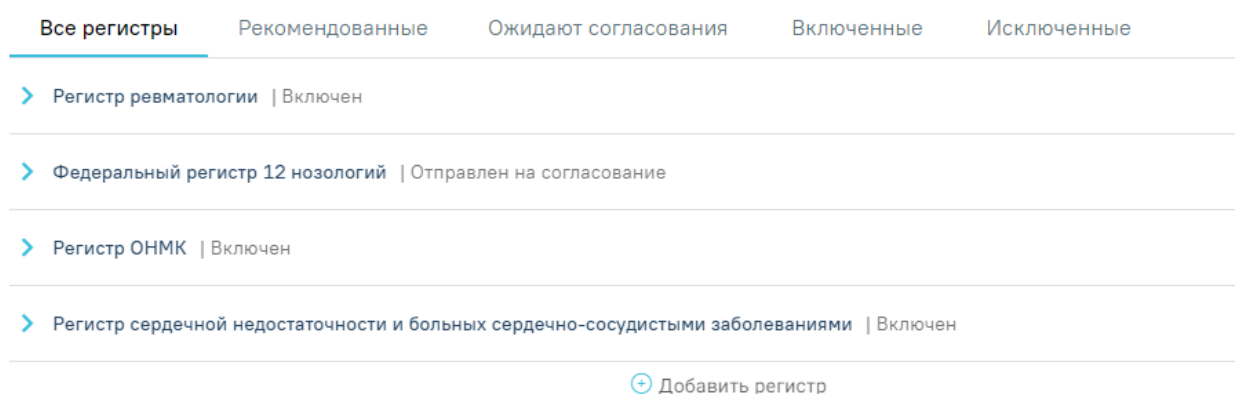 Все регистры Рекомендованные Ожидают согласования Включенные Исключенные
Регистр ревматологии | Включен
Федеральный регистр 12 нозологий | Отправлен на согласование
Регистр ОНМК | Включен
Регистр сердечной недостаточности и больных сердечно-сосудистыми заболеваниями | Включен
Добавить регистр